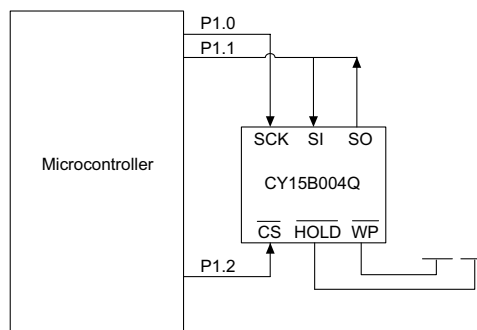 P1.0
P1.1
SCK SI SO
Microcontroller
CY15B004Q
CS HOLD WP
P1.2